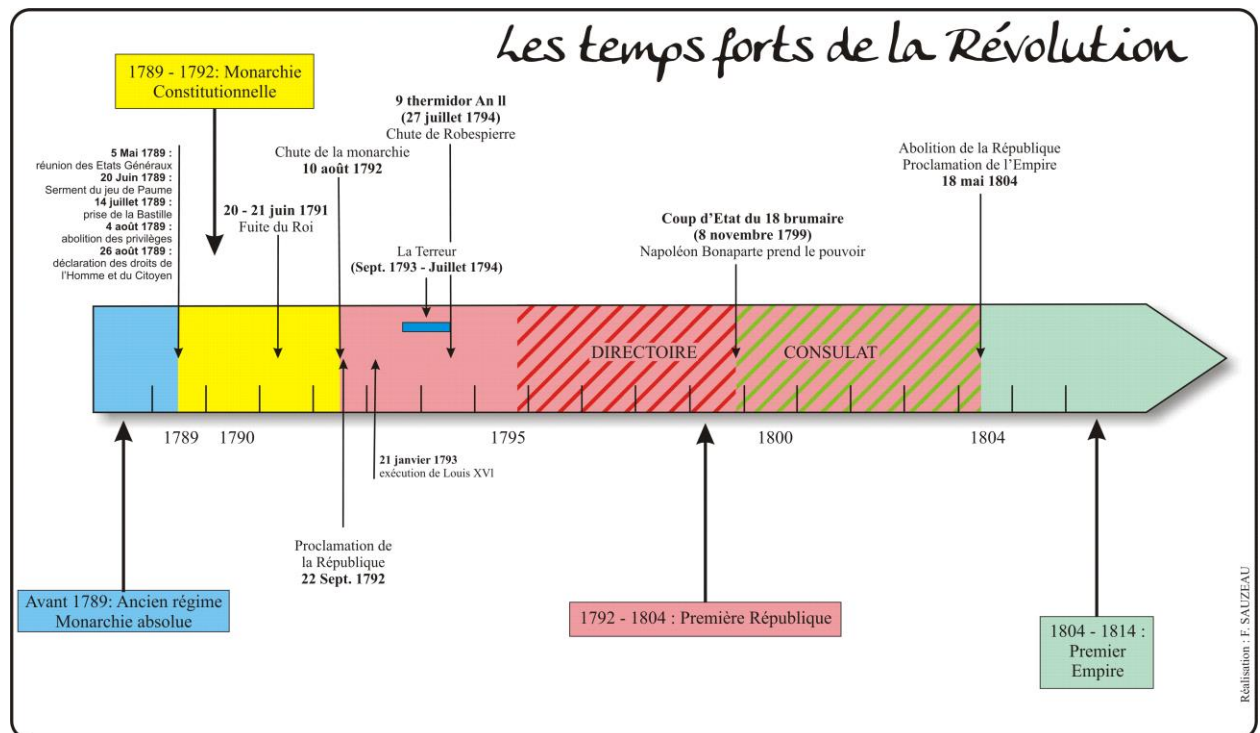 Les temps forts de la Révolution
1789 - 1792: Monarchie
Constitutionnelle
5 Mai 1789 :
réunion des Etats Généraux
20 Juin 1789 :
Serment du jeu de Paume
14 juillet 1789 :
prise de la Bastille
4 août 1789 :
abolition des privilèges
26 août 1789 :
déclaration des droits de
l'Homme et du Citoyen
20 - 21 juin 1791
Fuite du Roi
Chute de la monarchie
10 août 1792
9 thermidor An II
(27 juillet 1794)
Chute de Robespierre
La Terreur
(Sept. 1793 - Juillet 1794)
Coup d'Etat du 18 brumaire
(8 novembre 1799)
Napoléon Bonaparte prend le pouvoir
Abolition de la République
Proclamation de l'Empire
18 mai 1804
DIRECTOIRE
CONSULAT
1789
1790
1795
1800
1804
21 janvier 1793
exécution de Louis XVI
Proclamation de
la République
22 Sept. 1792
Avant 1789: Ancien régime
Monarchie absolue
1792 - 1804 : Première République
1804 - 1814 :
Premier
Empire
Réalisation : F. SAUZEAU